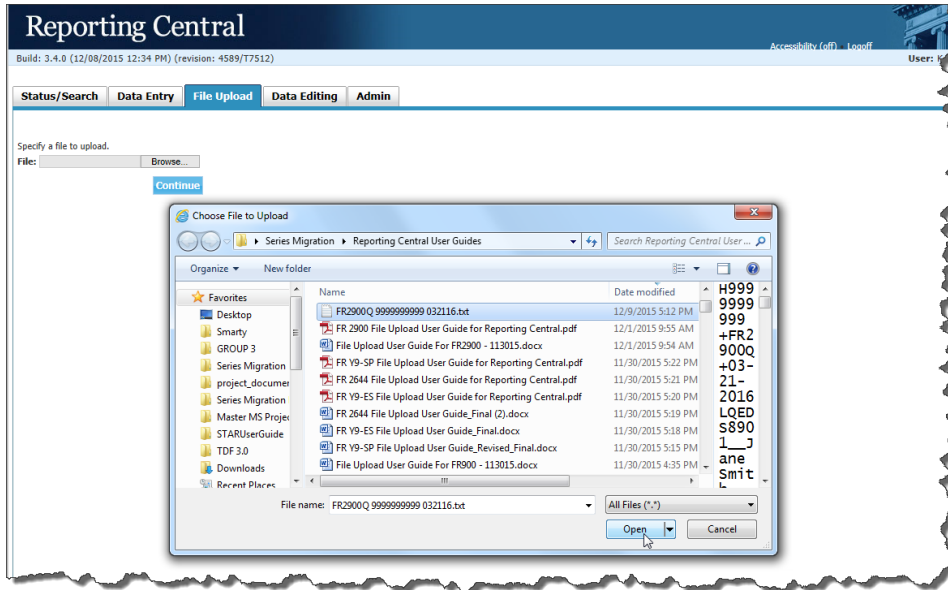 Reporting Central
Accessibility (off) Logoff
Build: 3.4.0 (12/08/2015 12:34 PM) (revision: 4589/T7512)
User:
Status/Search Data Entry File Upload Data Editing Admin
Specify a file to upload.
File: Browse...
Continue
Choose File to Upload
Series Migration Reporting Central User Guides Search Reporting Central User ...
Organize New folder
Favorites
Desktop
Smarty
GROUP 3
Series Migration
project_documer
Series Migration
Master MS Projec
STARUserGuide
TDF 3.0
Downloads
Recent Places
Name Date modified
FR2900Q 9999999999 032116.txt 12/9/2015 5:12 PM
FR 2900 File Upload User Guide for Reporting Central.pdf 12/1/2015 9:55 AM
File Upload User Guide For FR2900 - 113015.docx 12/1/2015 9:54 AM
FR Y9-SP File Upload User Guide for Reporting Central.pdf 11/30/2015 5:22 PM
FR 2644 File Upload User Guide for Reporting Central.pdf 11/30/2015 5:21 PM
FR Y9-ES File Upload User Guide for Reporting Central.pdf 11/30/2015 5:20 PM
FR 2644 File Upload User Guide_Final (2).docx 11/30/2015 5:19 PM
FR Y9-ES File Upload User Guide_Final.docx 11/30/2015 5:18 PM
FR Y9-SP File Upload User Guide_Revised_Final.docx 11/30/2015 5:15 PM
File Upload User Guide For FR900 - 113015.docx 11/30/2015 4:35 PM
H999
9999
999
+FR2
900Q
+03-
21-
2016
LQED
S890
1__J
ane
Smit
File name: FR2900Q 9999999999 032116.txt All Files (*.*)
Open Cancel